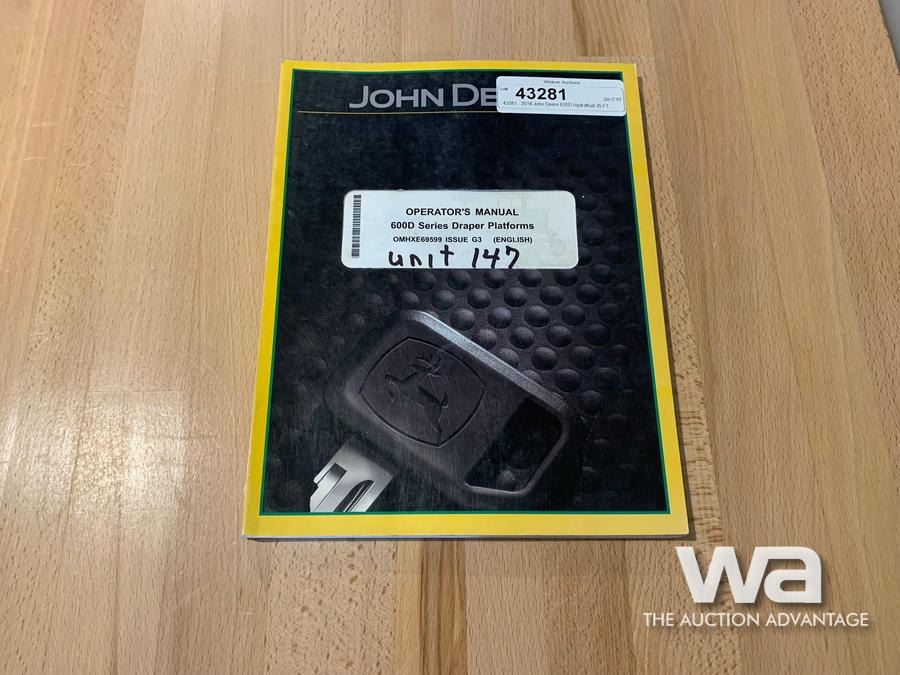 Weaver Auctions
Lot# 43281 Src C10
43281 - 2014 John Deere 635D Hydrafloat 35 FT
JOHN DE
OPERATOR'S MANUAL
600D Series Draper Platforms
OMHXE69599 ISSUE G3 (ENGLISH)
unit 147
wa
THE AUCTION ADVANTAGE